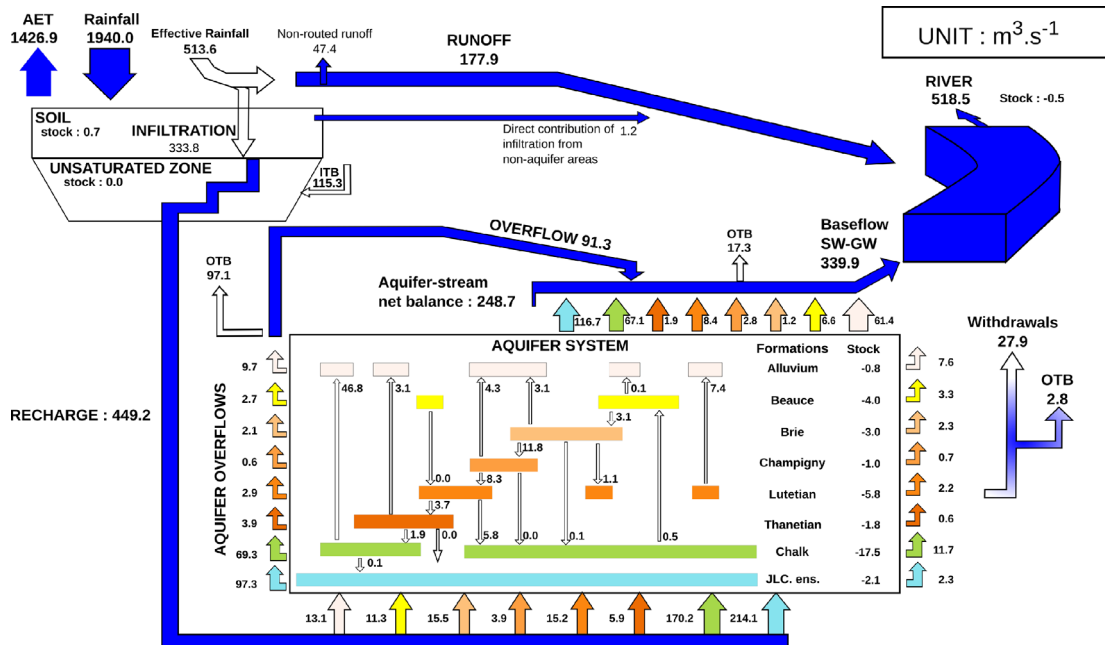 AET
1426.9
Rainfall
1940.0
Effective Rainfall
513.6
Non-routed runoff
47.4
RUNOFF
177.9
UNIT : m³.s⁻¹
RIVER
518.5
Stock : -0.5
SOIL
stock : 0.7
INFILTRATION
333.8
Direct contribution of
infiltration from
non-aquifer areas
1.2
UNSATURATED ZONE
stock : 0.0
ITB
115.3
OVERFLOW 91.3
OTB
17.3
Baseflow
SW-GW
339.9
OTB
97.1
Aquifer-stream
net balance : 248.7
116.7
67.1
1.9
8.4
2.8
1.2
6.6
61.4
Withdrawals
27.9
OTB
2.8
RECHARGE : 449.2
AQUIFER OVERFLOWS
9.7
2.7
2.1
0.6
2.9
3.9
69.3
97.3
AQUIFER SYSTEM
Formations Stock
Alluvium -0.8
Beauce -4.0
Brie -3.0
Champigny -1.0
Lutetian -5.8
Thanetian -1.8
Chalk -17.5
JLC. ens. -2.1
46.8
3.1
4.3
3.1
0.1
7.4
3.1
11.8
0.0
8.3
1.1
3.7
1.9
0.0
5.8
0.0
0.1
0.5
0.1
7.6
3.3
2.3
0.7
2.2
0.6
11.7
2.3
13.1
11.3
15.5
3.9
15.2
5.9
170.2
214.1